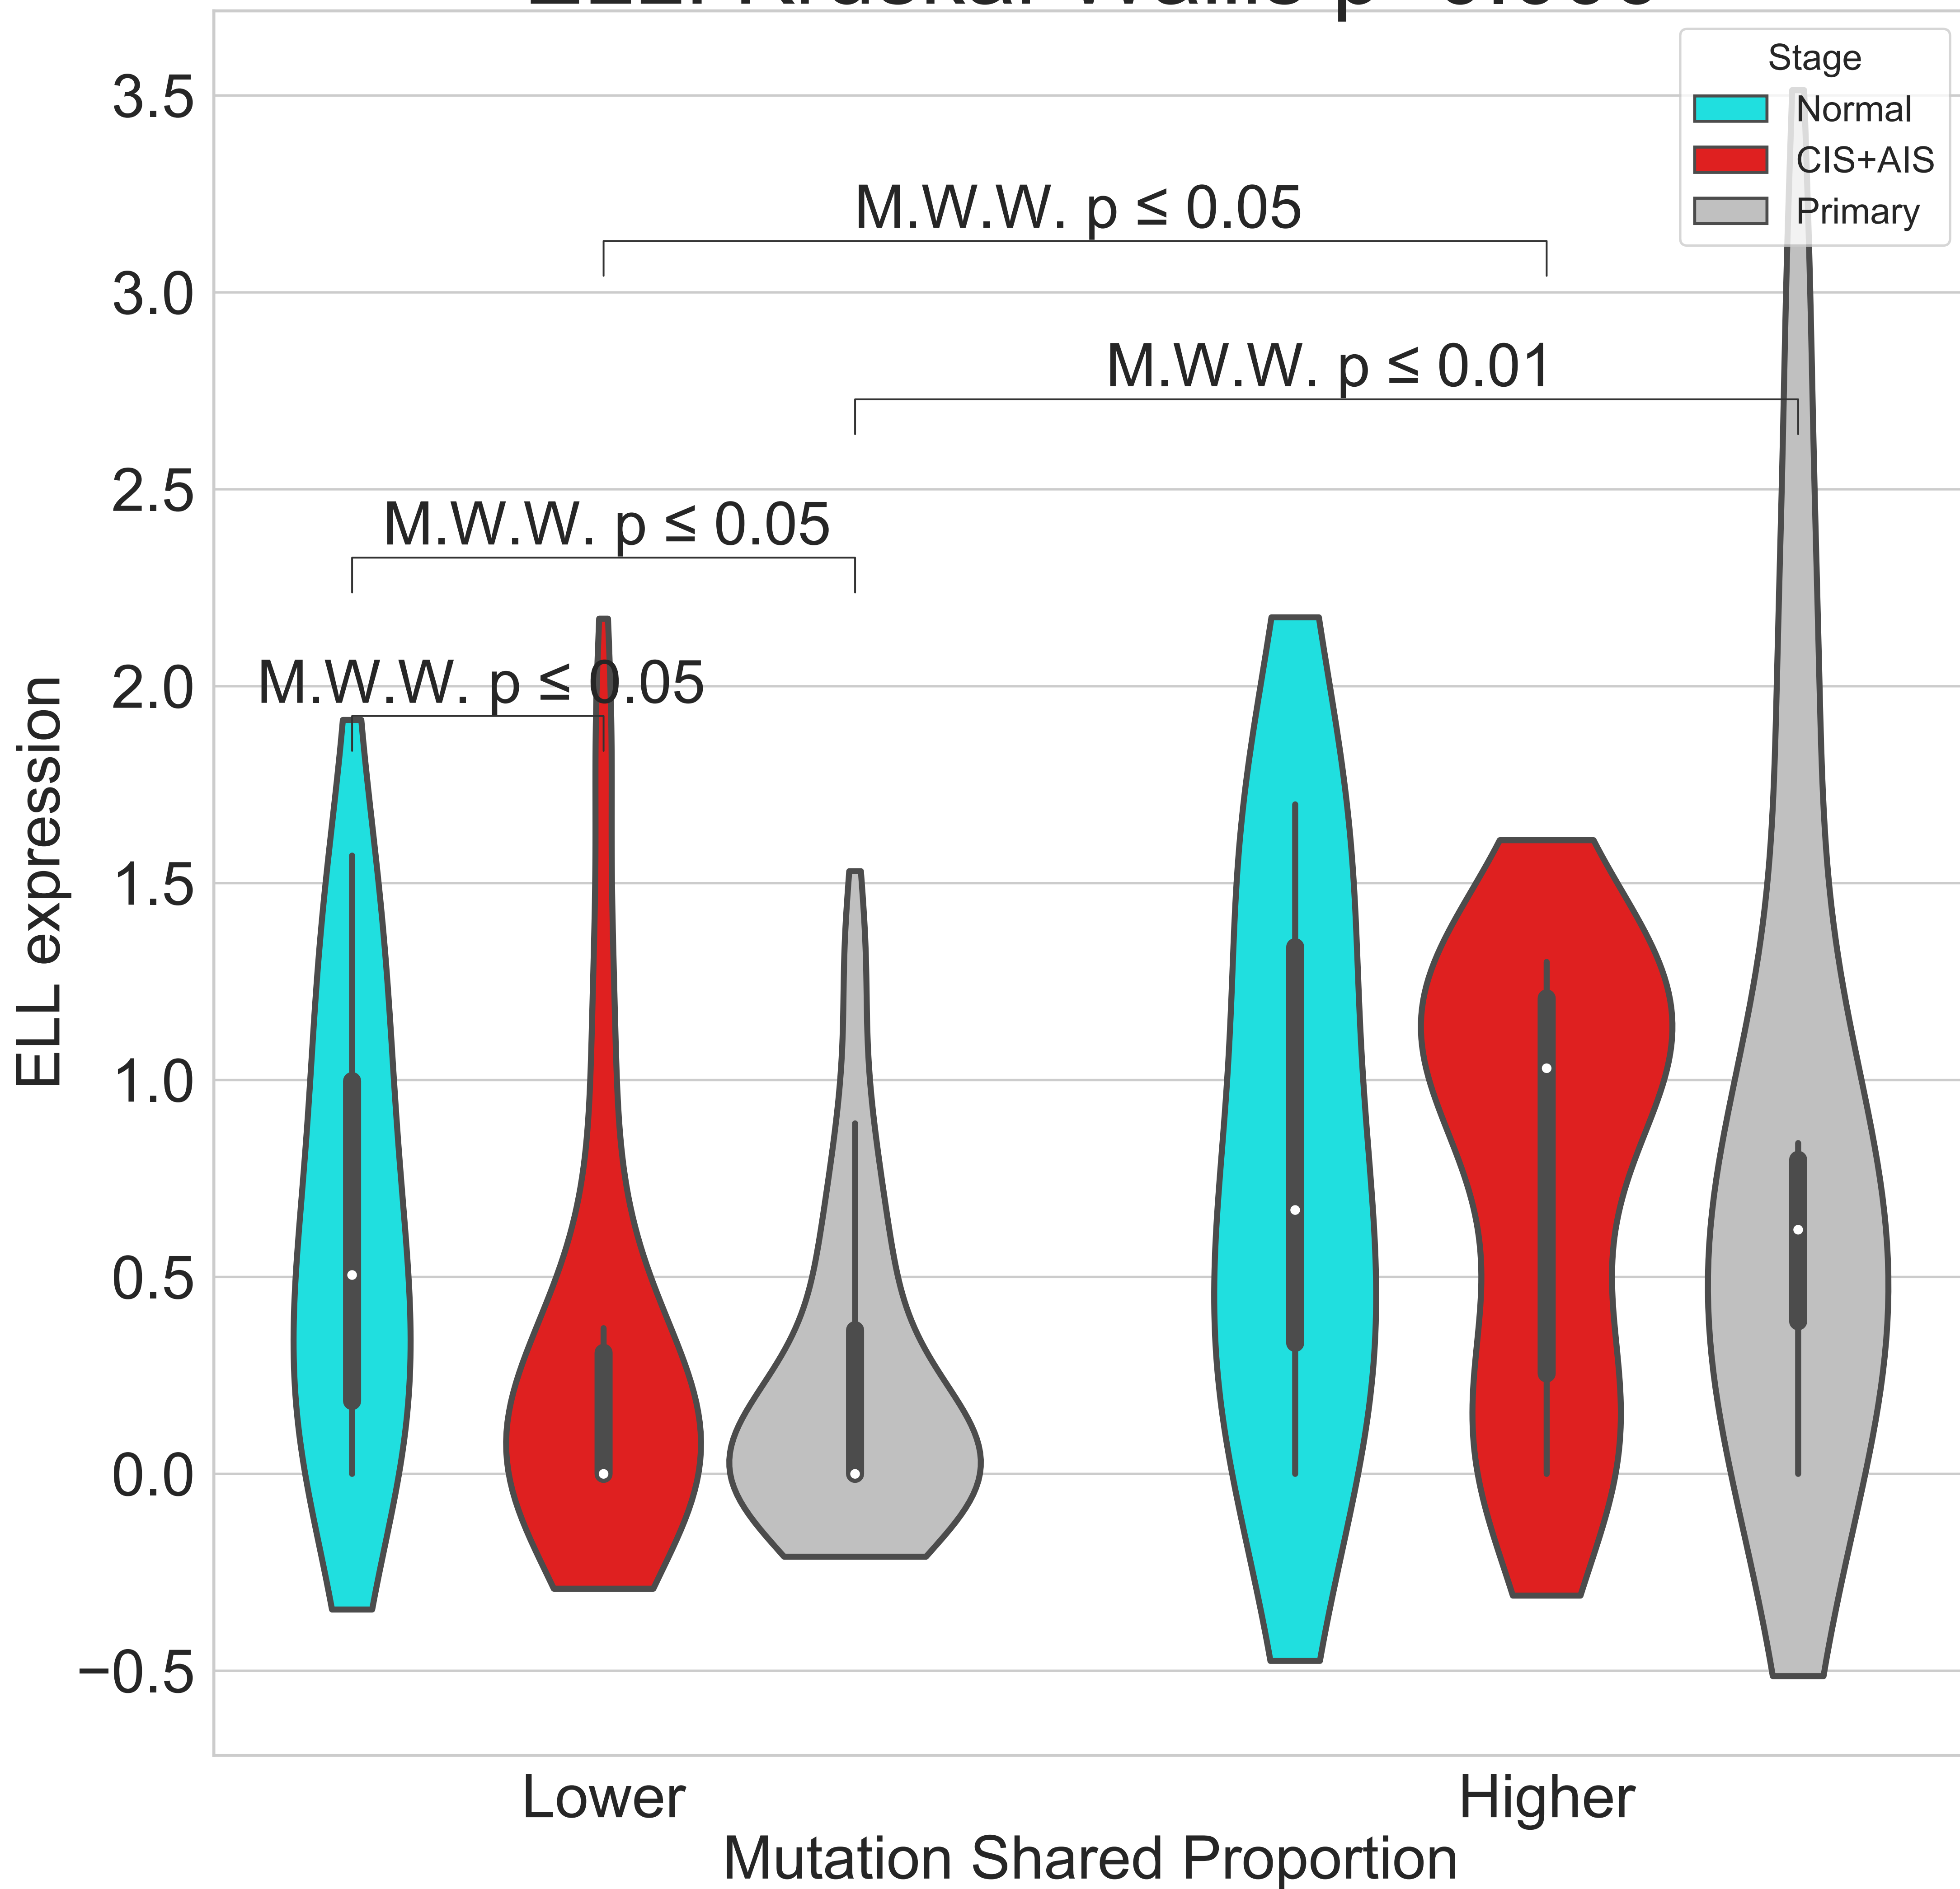 Stage
Normal
CIS+AIS
Primary
3.5
3.0
2.5
2.0
1.5
1.0
0.5
0.0
−0.5
M.W.W. p ≤ 0.05
M.W.W. p ≤ 0.01
M.W.W. p ≤ 0.05
M.W.W. p ≤ 0.05
ELL expression
Lower
Higher
Mutation Shared Proportion